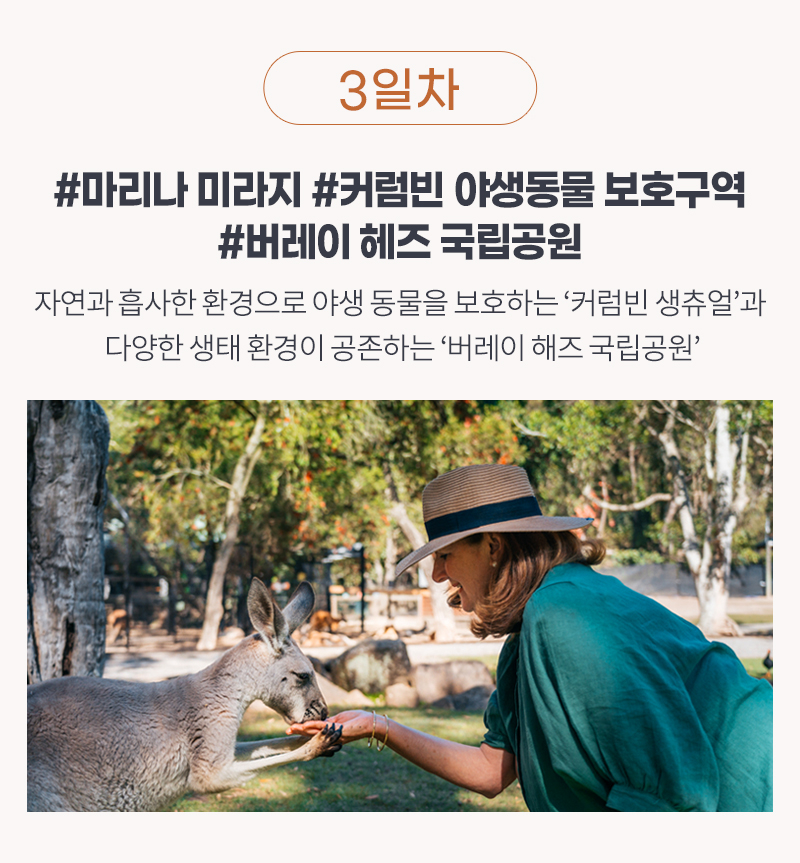 3일차
#마리나 미라지 #커럼빈 야생동물 보호구역
#버레이 헤즈 국립공원
자연과 흡사한 환경으로 야생 동물을 보호하는 ‘커럼빈 생츄얼’과
다양한 생태 환경이 공존하는 ‘버레이 해즈 국립공원’